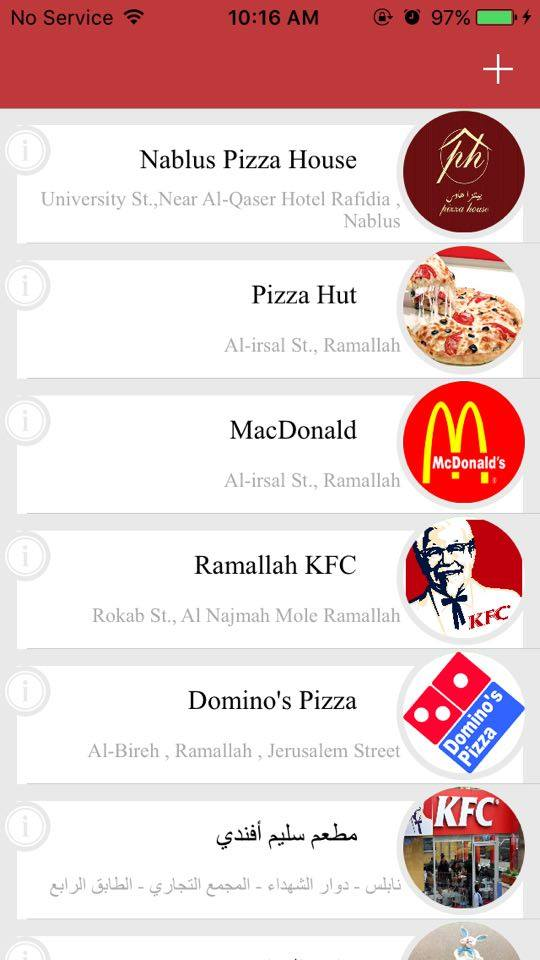 No Service 10:16 AM 97%
Nablus Pizza House
University St.,Near Al-Qaser Hotel Rafidia ,
Nablus
ph
بيتزا هاوس
pizza house
Pizza Hut
Al-irsal St., Ramallah
MacDonald
Al-irsal St., Ramallah
McDonald's
Ramallah KFC
Rokab St., Al Najmah Mole Ramallah
KFC
Domino's Pizza
Al-Bireh , Ramallah , Jerusalem Street
Domino's
Pizza
مطعم سليم أفندي
نابلس - دوار الشهداء - المجمع التجاري - الطابق الرابع
KFC